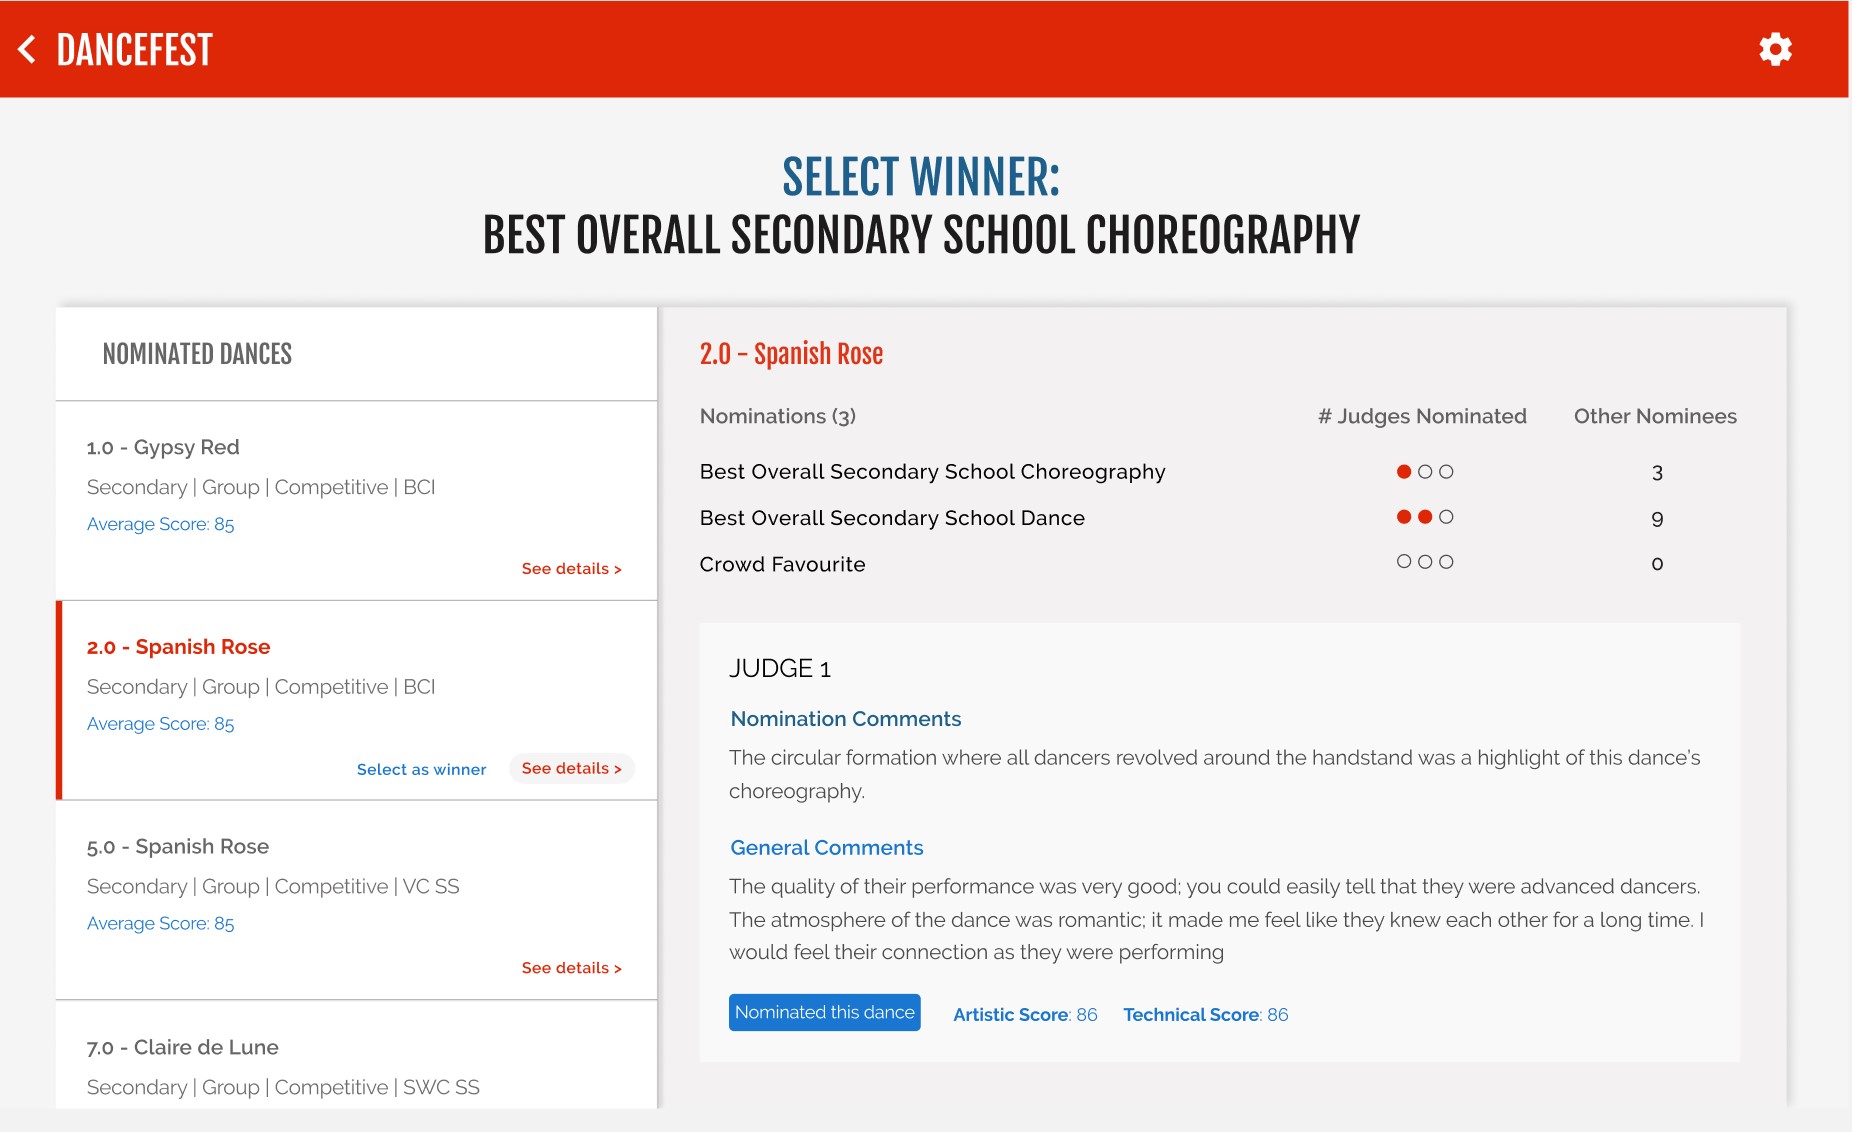 DANCEFEST
SELECT WINNER:
BEST OVERALL SECONDARY SCHOOL CHOREOGRAPHY
NOMINATED DANCES
1.0 - Gypsy Red
Secondary | Group | Competitive | BCI
Average Score: 85
See details >
2.0 - Spanish Rose
Secondary | Group | Competitive | BCI
Average Score: 85
Select as winner See details >
5.0 - Spanish Rose
Secondary | Group | Competitive | VC SS
Average Score: 85
See details >
7.0 - Claire de Lune
Secondary | Group | Competitive | SWC SS
2.0 - Spanish Rose
Nominations (3) # Judges Nominated Other Nominees
Best Overall Secondary School Choreography 3
Best Overall Secondary School Dance 9
Crowd Favourite 0
JUDGE 1
Nomination Comments
The circular formation where all dancers revolved around the handstand was a highlight of this dance's
choreography.
General Comments
The quality of their performance was very good; you could easily tell that they were advanced dancers.
The atmosphere of the dance was romantic; it made me feel like they knew each other for a long time. I
would feel their connection as they were performing
Nominated this dance Artistic Score: 86 Technical Score: 86